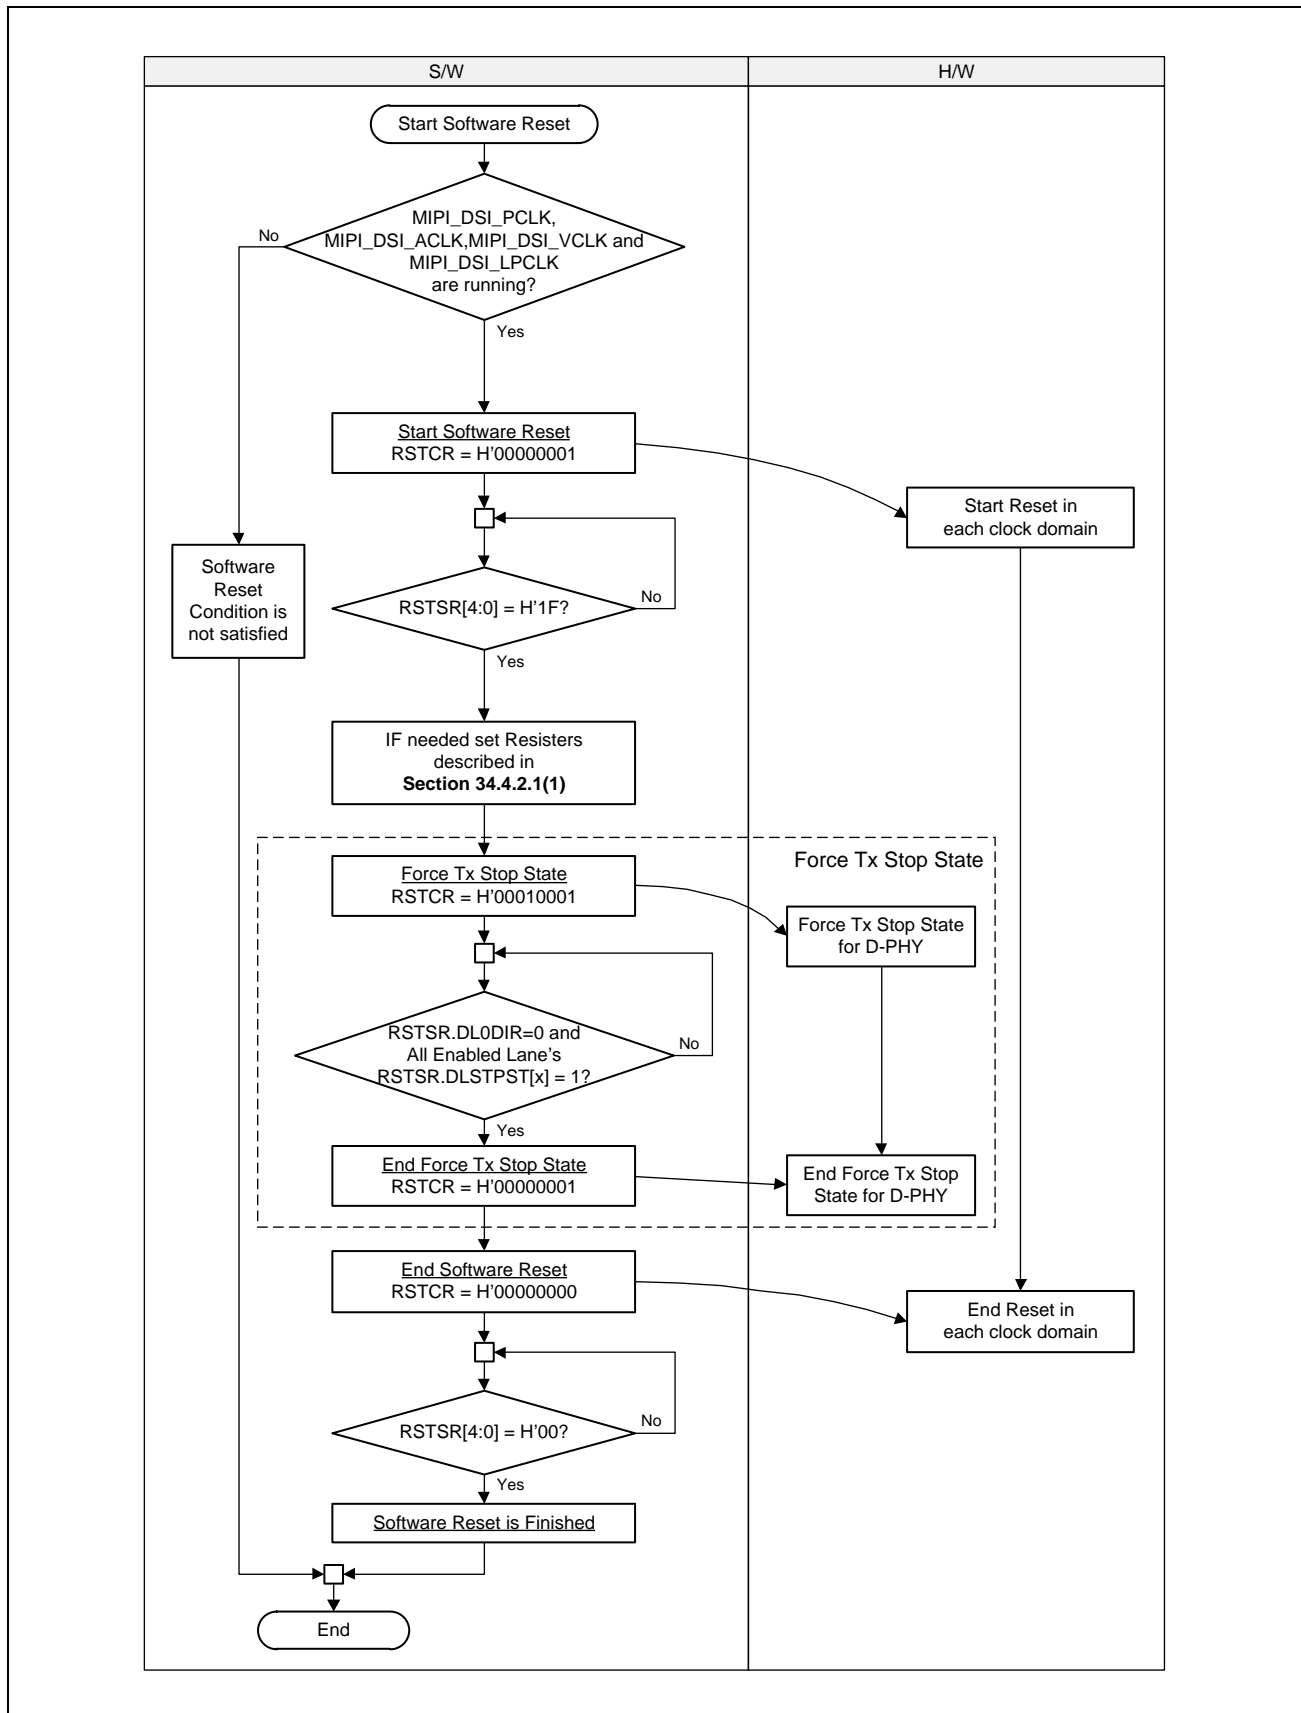 S/W
H/W
Start Software Reset
MIPI_DSI_PCLK,
MIPI_DSI_ACLK,MIPI_DSI_VCLK and
MIPI_DSI_LPCLK
are running?
No
Yes
Start Software Reset
RSTCR = H'00000001
Start Reset in
each clock domain
Software
Reset
Condition is
not satisfied
RSTSR[4:0] = H'1F?
No
Yes
IF needed set Resisters
described in
Section 34.4.2.1(1)
Force Tx Stop State
Force Tx Stop State
RSTCR = H'00010001
Force Tx Stop State
for D-PHY
RSTSR.DL0DIR=0 and
All Enabled Lane's
RSTSR.DLSTPST[x] = 1?
No
Yes
End Force Tx Stop State
RSTCR = H'00000001
End Force Tx Stop
State for D-PHY
End Software Reset
RSTCR = H'00000000
End Reset in
each clock domain
RSTSR[4:0] = H'00?
No
Yes
Software Reset is Finished
End